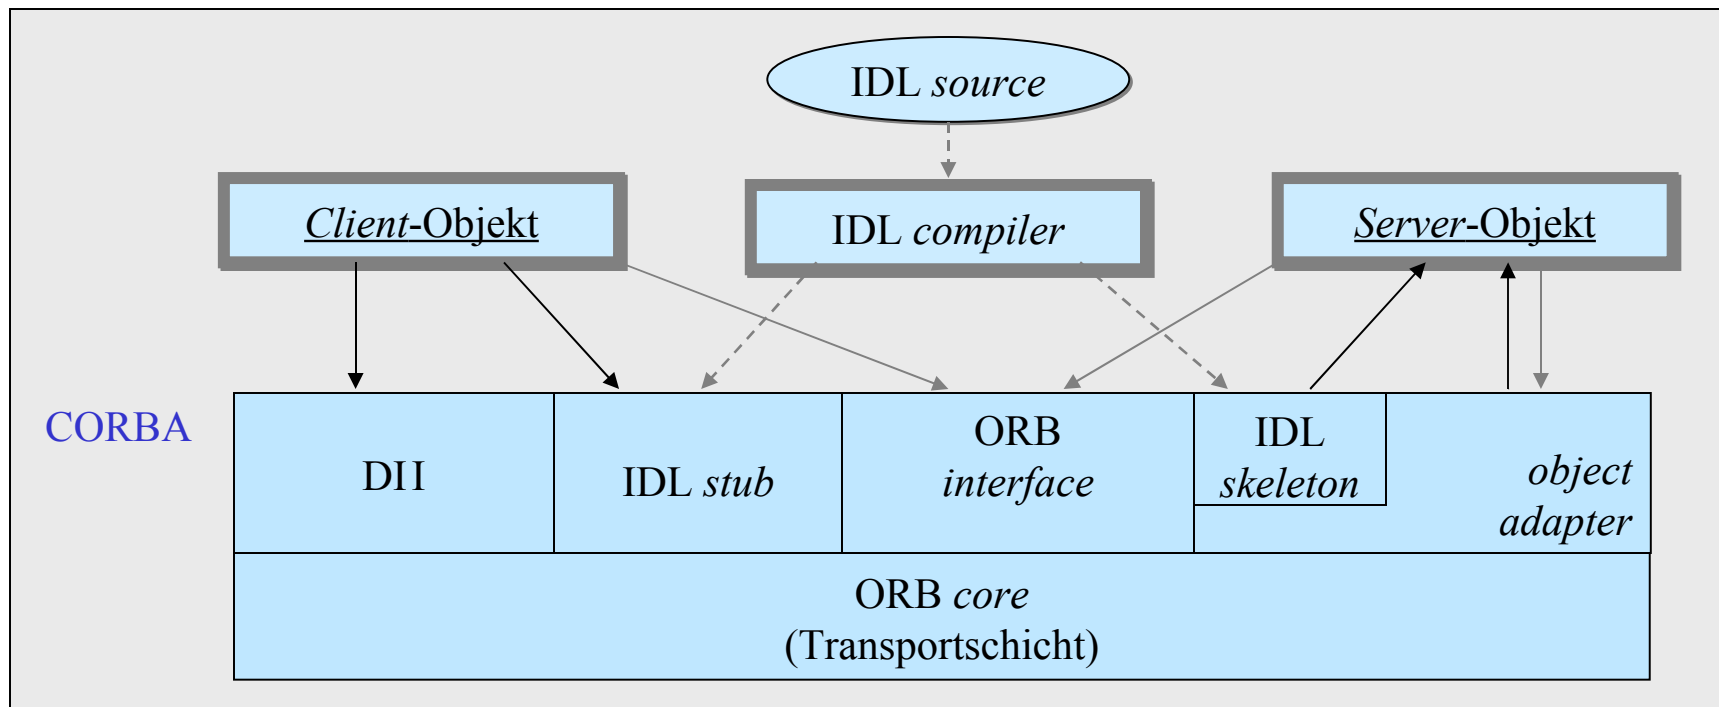 IDL source
Client-Objekt
IDL compiler
Server-Objekt
CORBA
DII
IDL stub
ORB
interface
IDL
skeleton
object
adapter
ORB core
(Transportschicht)